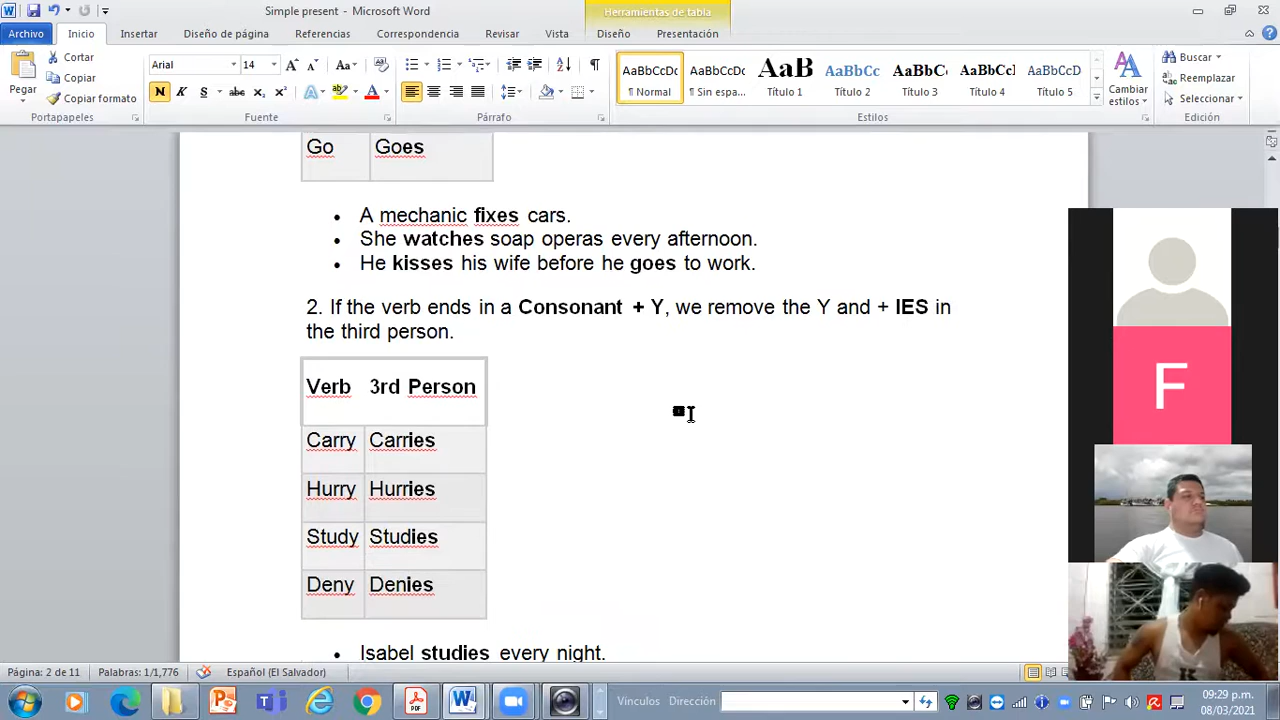 Simple present - Microsoft Word
Herramientas de tabla
Archivo Inicio Insertar Diseño de página Referencias Correspondencia Revisar Vista Diseño Presentación
Pegar
Cortar
Copiar
Copiar formato
Portapapeles
Arial 14
N K S abc x₂ x²
Fuente
Párrafo
AaBbCcDc AaBbCcDc AaB AaBbCc AaBbC AaBbCcI AaBbCcD
¶ Normal ¶ Sin espa... Título 1 Título 2 Título 3 Título 4 Título 5
Cambiar estilos
Estilos
Buscar
Reemplazar
Seleccionar
Edición
Go Goes
• A mechanic fixes cars.
• She watches soap operas every afternoon.
• He kisses his wife before he goes to work.
2. If the verb ends in a Consonant + Y, we remove the Y and + IES in
the third person.
Verb 3rd Person
Carry Carries
Hurry Hurries
Study Studies
Deny Denies
• Isabel studies every night.
F
Página: 2 de 11 Palabras: 1/1,776 Español (El Salvador)
Vínculos Dirección
09:29 p.m.
08/03/2021